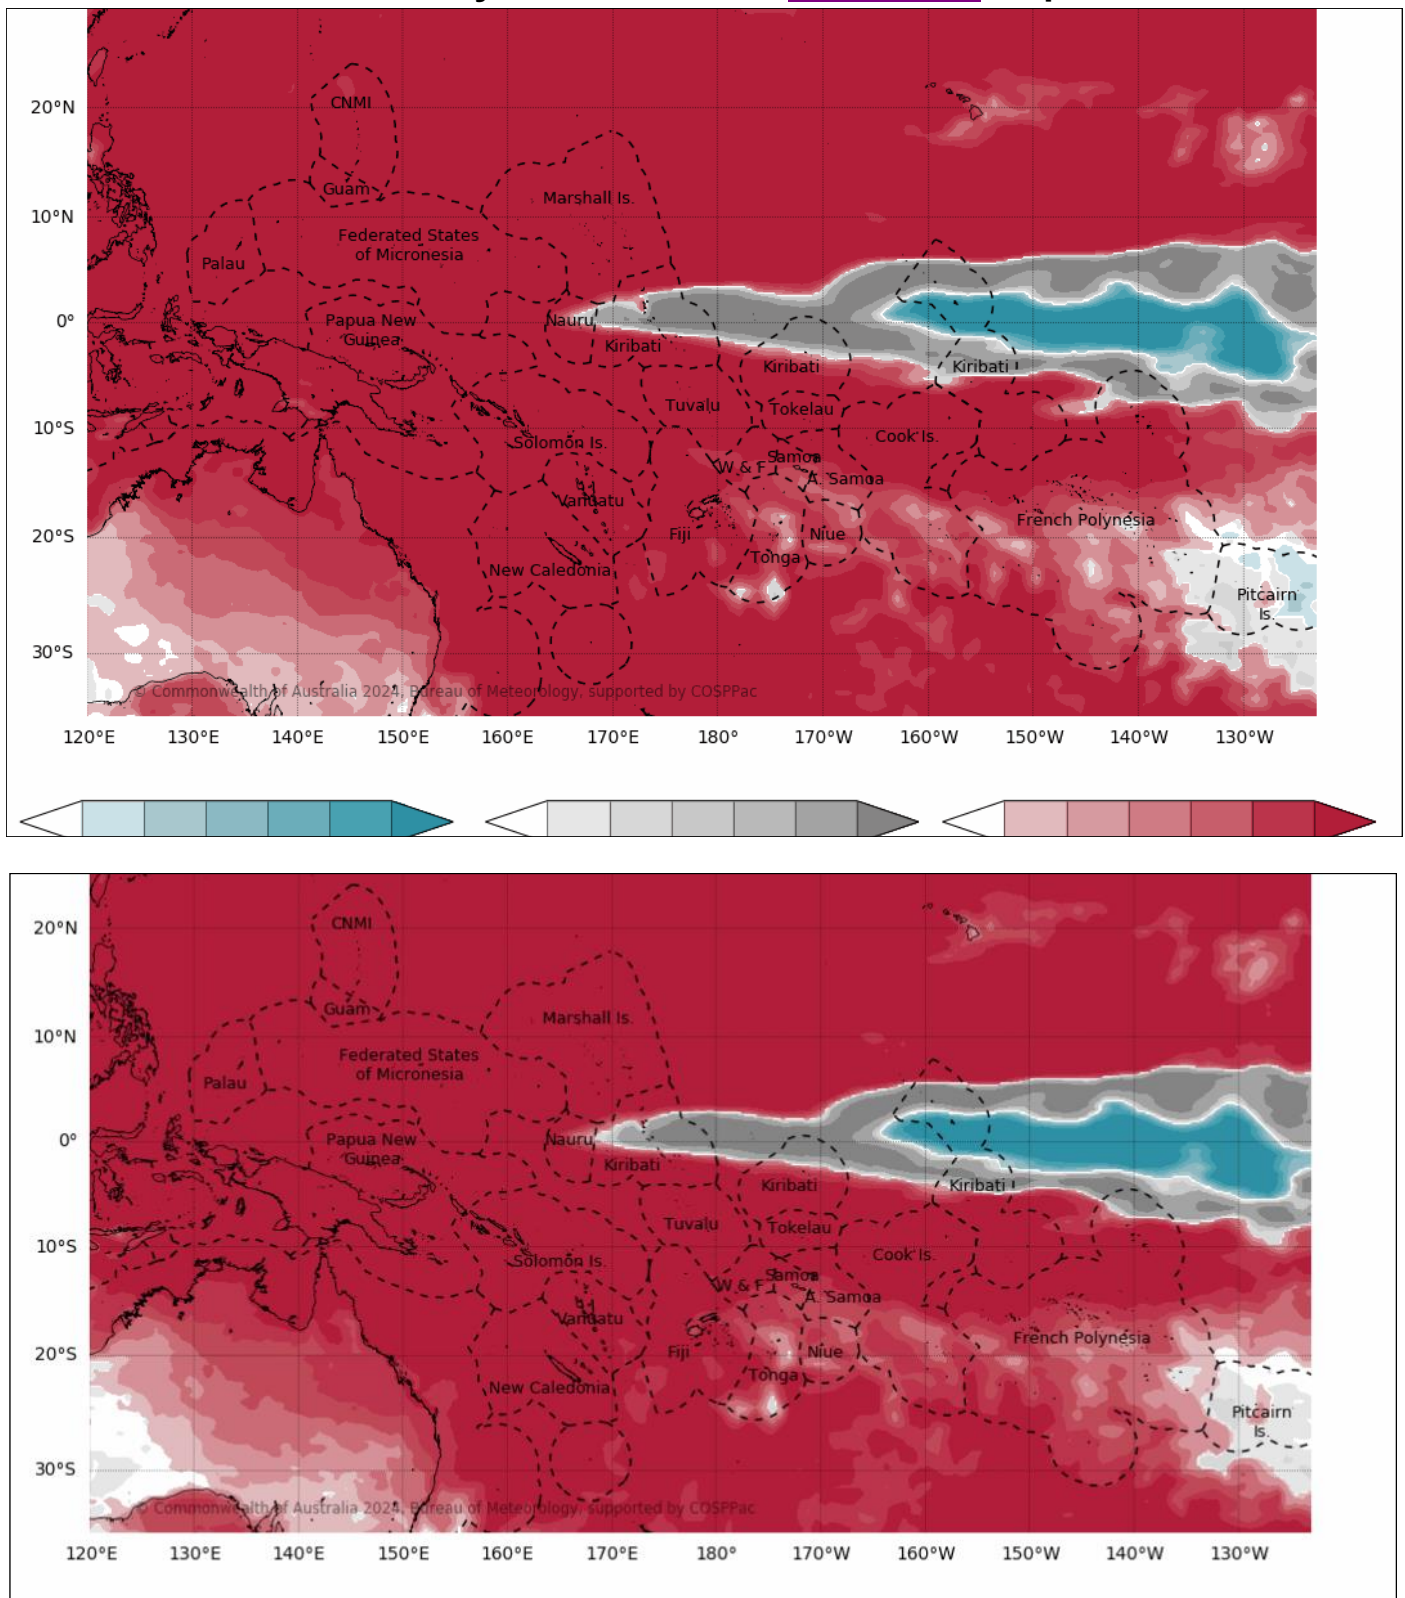 CNMI
20°N
Guam
Marshall Is.
10°N
Federated States
of Micronesia
Palau
0°
Papua New
Guinea
Nauru
Kiribati
Kiribati
Kiribati
Tuvalu
Tokelau
10°S
Solomon Is.
Cook Is.
W & F
Samoa
A. Samoa
Vanuatu
French Polynesia
20°S
Fiji
Niue
Tonga
New Caledonia
Pitcairn
Is.
30°S
© Commonwealth of Australia 2024, Bureau of Meteorology, supported by COSPPac
120°E 130°E 140°E 150°E 160°E 170°E 180° 170°W 160°W 150°W 140°W 130°W
20°N
CNMI
Guam
Marshall Is.
10°N
Federated States
of Micronesia
Palau
0°
Papua New
Guinea
Nauru
Kiribati
Kiribati
Kiribati
Tuvalu
Tokelau
10°S
Solomon Is.
Cook Is.
W & F
Samoa
A. Samoa
Vanuatu
French Polynesia
20°S
Fiji
Niue
Tonga
New Caledonia
Pitcairn
Is.
30°S
© Commonwealth of Australia 2024, Bureau of Meteorology, supported by COSPPac
120°E 130°E 140°E 150°E 160°E 170°E 180° 170°W 160°W 150°W 140°W 130°W